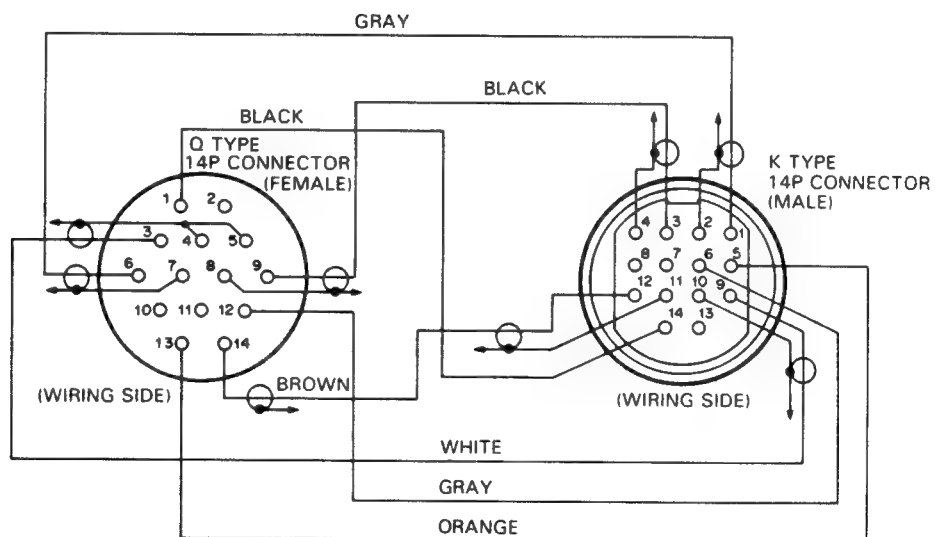 GRAY
BLACK
BLACK
Q TYPE
14P CONNECTOR
(FEMALE)
K TYPE
14P CONNECTOR
(MALE)
1 2
3 4 5
6 7 8 9
10 11 12
13 14
4 3 2 1
8 7 6 5
12 11 10 9
14 13
BROWN
(WIRING SIDE)
(WIRING SIDE)
WHITE
GRAY
ORANGE